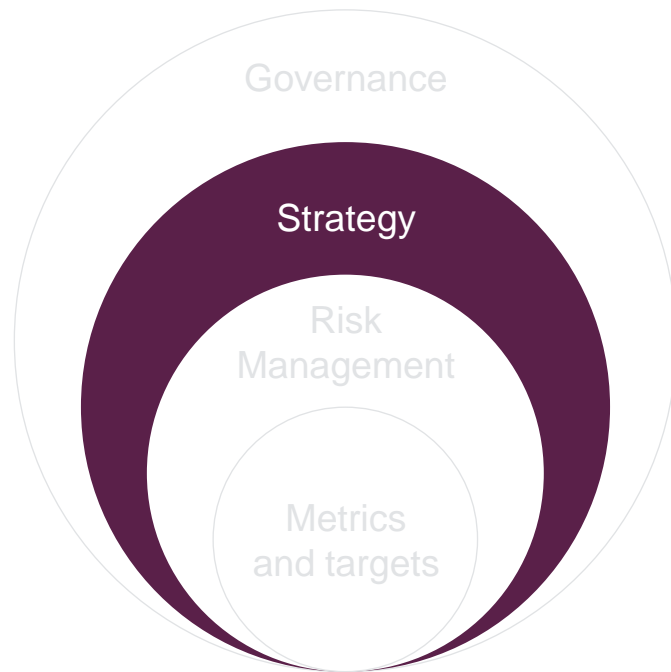 Governance
Strategy
Risk
Management
Metrics
and targets